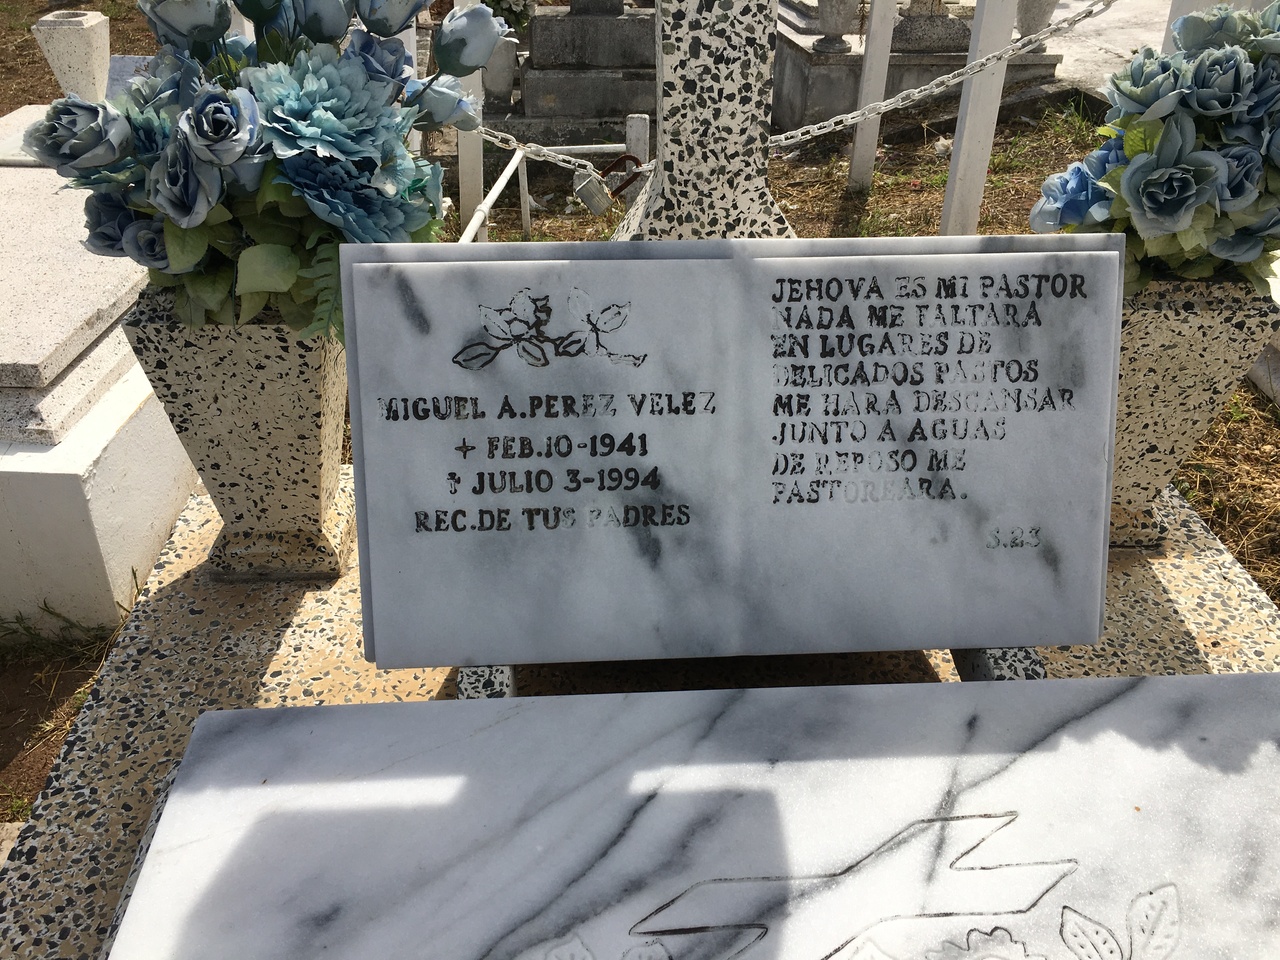 MIGUEL A. PEREZ VELEZ
+ FEB. 10-1941
✝ JULIO 3-1994
REC. DE TUS PADRES
JEHOVA ES MI PASTOR
NADA ME FALTARA
EN LUGARES DE
DELICADOS PASTOS
ME HARA DESCANSAR
JUNTO A AGUAS
DE REPOSO ME
PASTOREARA.
S.23